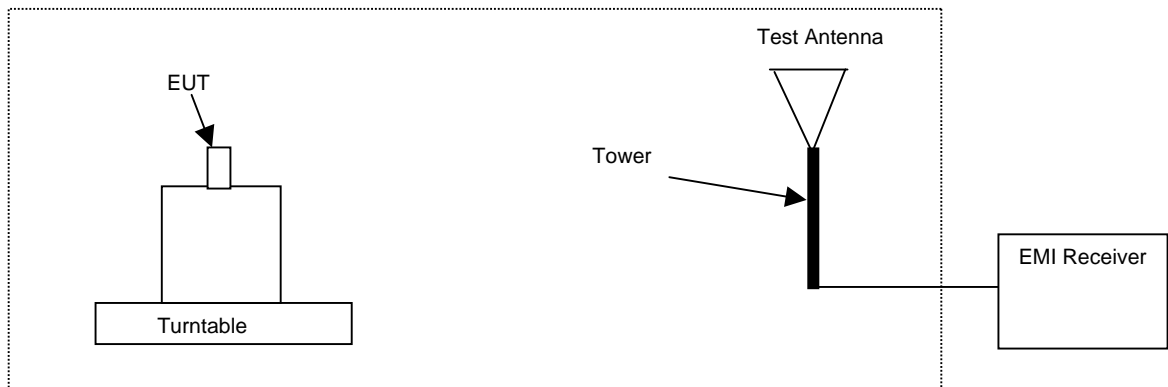 Test Antenna
EUT
Tower
EMI Receiver
Turntable